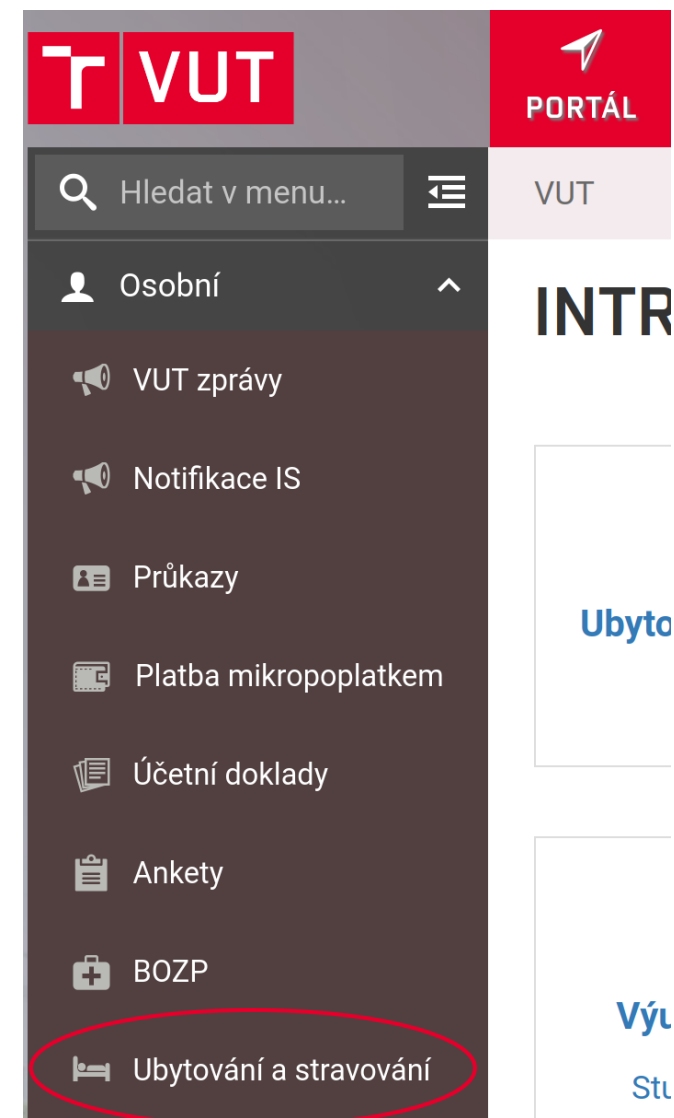 VUT
PORTÁL
Hledat v menu...
VUT
Osobní
VUT zprávy
Notifikace IS
Průkazy
Platba mikropoplatkem
Účetní doklady
Ankety
BOZP
Ubytování a stravování
INTR
Ubyto
Výu
Stu